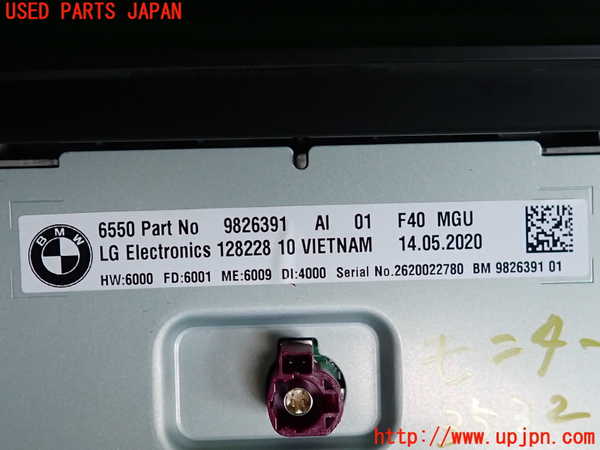 USED PARTS JAPAN
BMW
6550 Part No 9826391 AI 01 F40 MGU
LG Electronics 128228 10 VIETNAM 14.05.2020
HW:6000 FD:6001 ME:6009 DI:4000 Serial No.2620022780 BM 9826391 01
モニター
2532
http://www.upjpn.com/